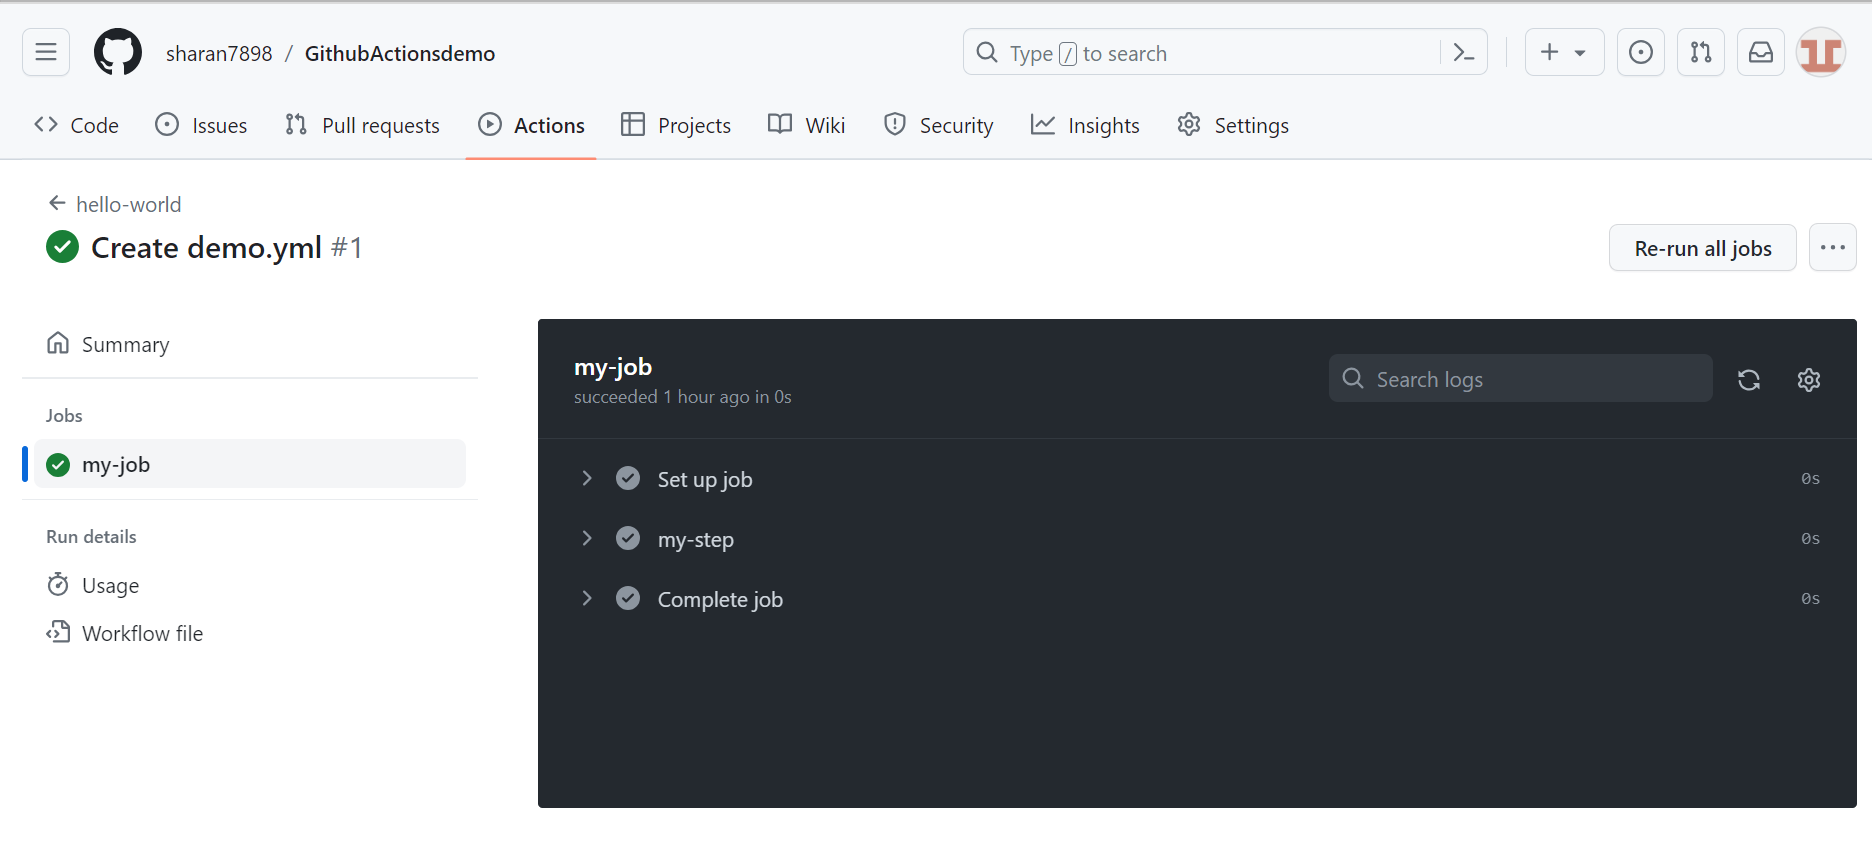 sharan7898 / GithubActionsdemo
Type / to search
Code Issues Pull requests Actions Projects Wiki Security Insights Settings
hello-world
Create demo.yml #1
Re-run all jobs
Summary
Jobs
my-job
Run details
Usage
Workflow file
my-job
succeeded 1 hour ago in 0s
Search logs
Set up job 0s
my-step 0s
Complete job 0s